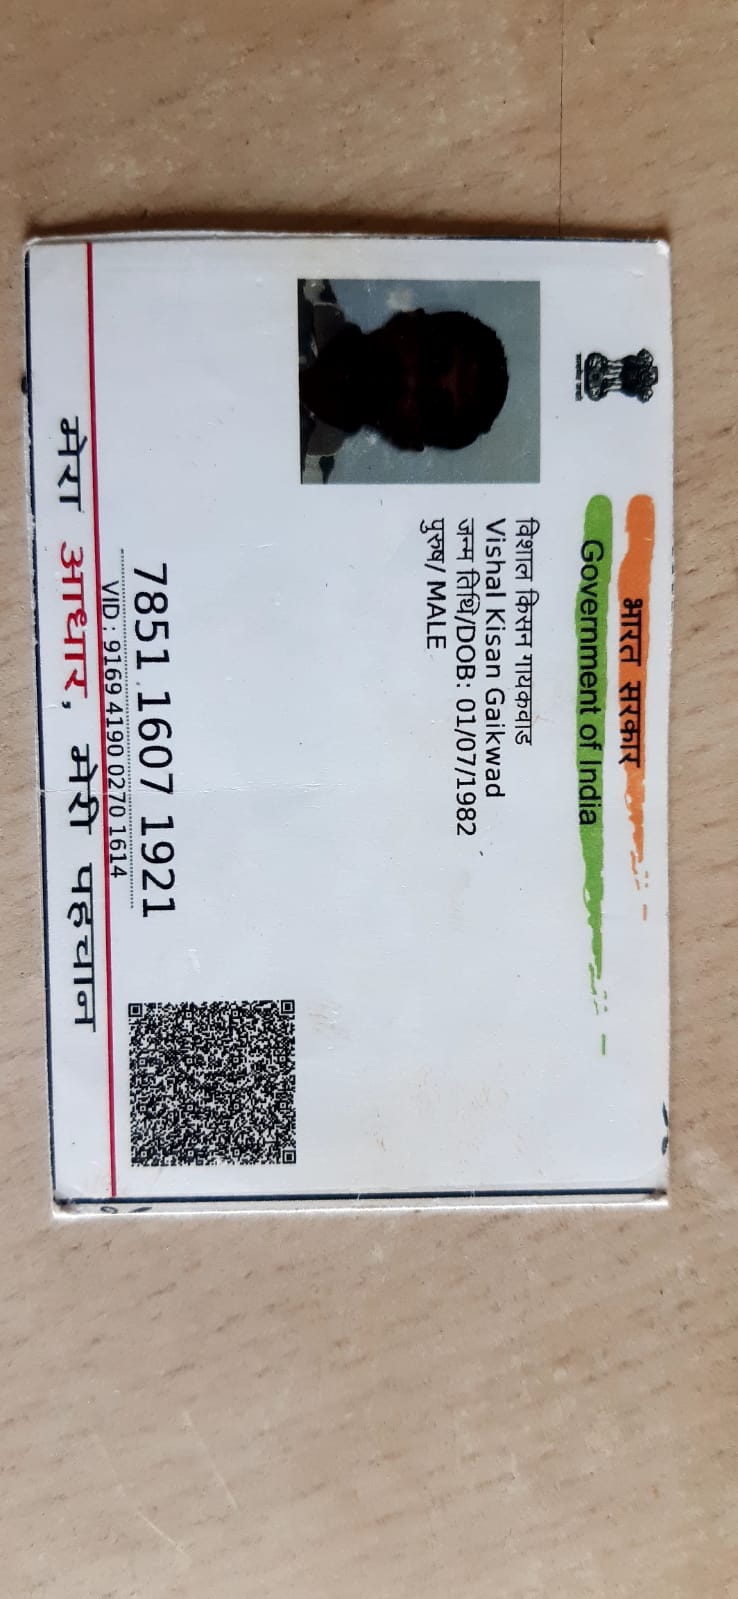 भारत सरकार
Government of India
विशाल किसन गायकवाड
Vishal Kisan Gaikwad
जन्म तिथि/DOB: 01/07/1982
पुरुष/ MALE
7851 1607 1921
VID : 9169 4190 0270 1614
मेरा आधार, मेरी पहचान